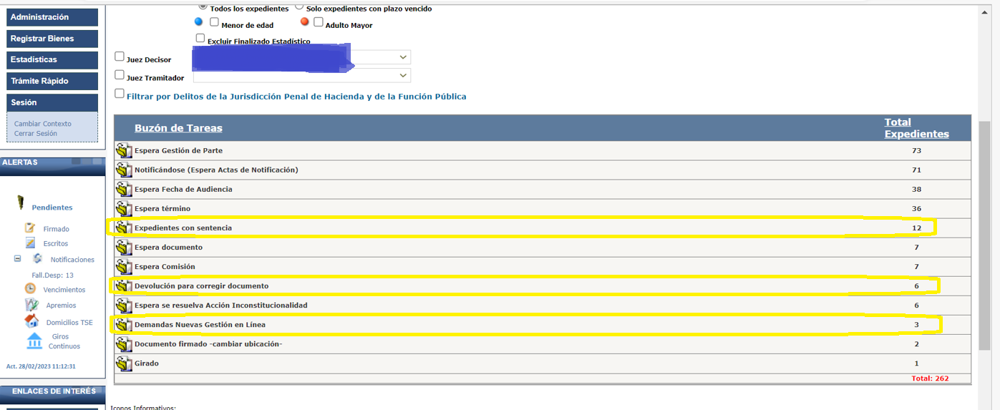 Administración
Registrar Bienes
Estadísticas
Trámite Rápido
Sesión
Cambiar Contexto
Cerrar Sesión
ALERTAS
Pendientes
Firmado
Escritos
Notificaciones
Fall.Desp: 13
Vencimientos
Apremios
Domicilios TSE
Giros
Continuos
Act. 28/02/2023 11:12:31
ENLACES DE INTERÉS
Todos los expedientes Solo expedientes con plazo vencido
Menor de edad Adulto Mayor
Excluir Finalizado Estadístico
Juez Decisor
Juez Tramitador
Filtrar por Delitos de la Jurisdicción Penal de Hacienda y de la Función Pública
Buzón de Tareas Total
Expedientes
Espera Gestión de Parte 73
Notificándose (Espera Actas de Notificación) 71
Espera Fecha de Audiencia 38
Espera término 36
Expedientes con sentencia 12
Espera documento 7
Espera Comisión 7
Devolución para corregir documento 6
Espera se resuelva Acción Inconstitucionalidad 6
Demandas Nuevas Gestión en Línea 3
Documento firmado -cambiar ubicación- 2
Girado 1
Total: 262
Iconos Informativos: